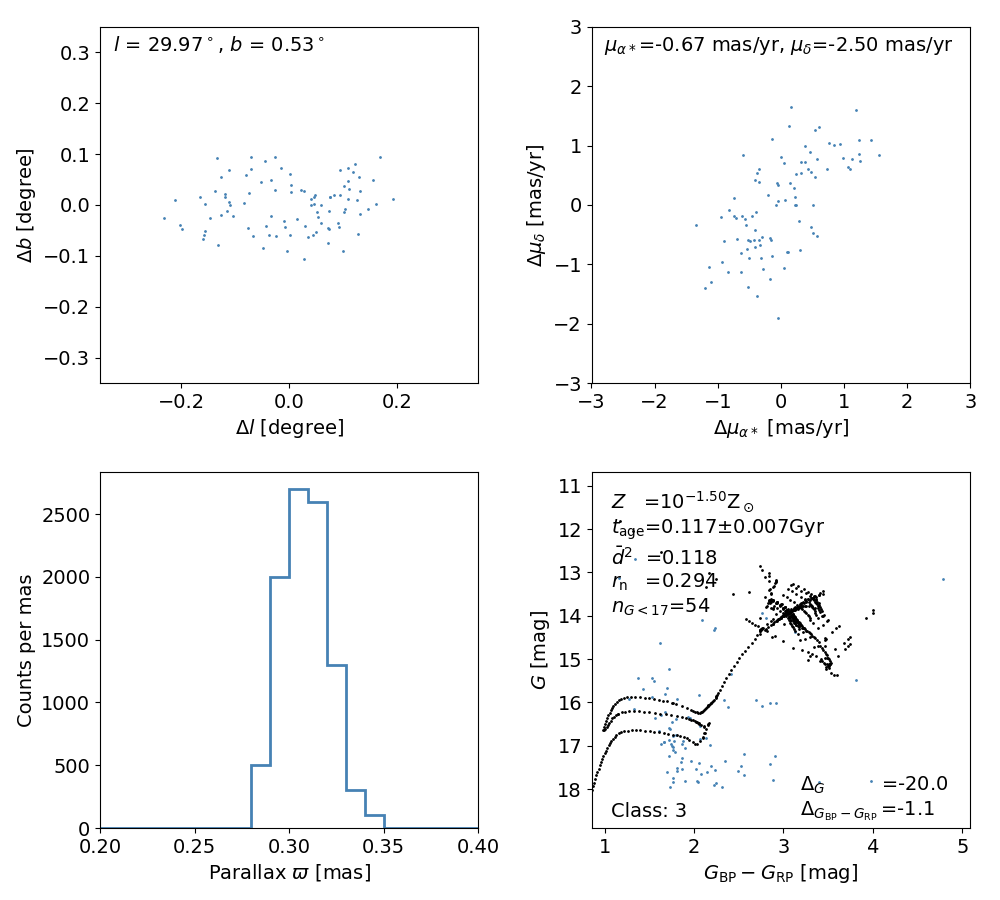 l = 29.97°, b = 0.53°
0.3
0.2
0.1
0.0
−0.1
−0.2
−0.3
Δb [degree]
−0.2 0.0 0.2
Δl [degree]
μα*=-0.67 mas/yr, μδ=-2.50 mas/yr
3
2
1
0
−1
−2
−3
Δμδ [mas/yr]
−3 −2 −1 0 1 2 3
Δμα* [mas/yr]
2500
2000
1500
1000
500
0
Counts per mas
0.20 0.25 0.30 0.35 0.40
Parallax ϖ [mas]
11
12
13
14
15
16
17
18
G [mag]
Z =10^−1.50 Z⊙
tage=0.117±0.007Gyr
d̄² =0.118
rn =0.294
nG<17=54
ΔG =-20.0
Class: 3
ΔGBP−GRP=-1.1
1 2 3 4 5
GBP − GRP [mag]